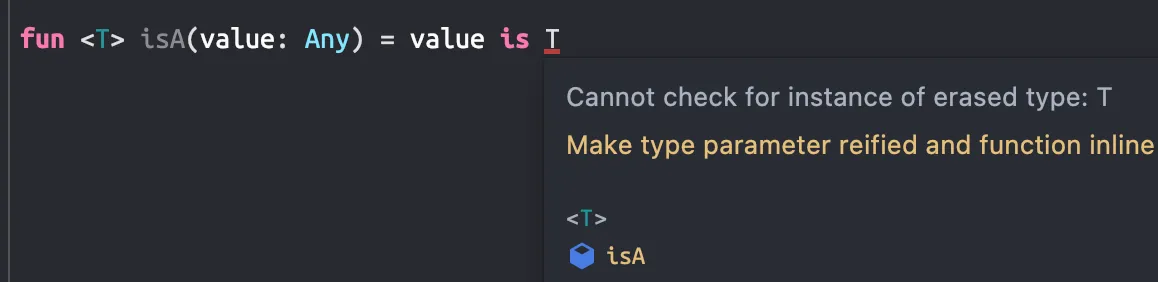 fun <T> isA(value: Any) = value is T
Cannot check for instance of erased type: T
Make type parameter reified and function inline
<T>
isA